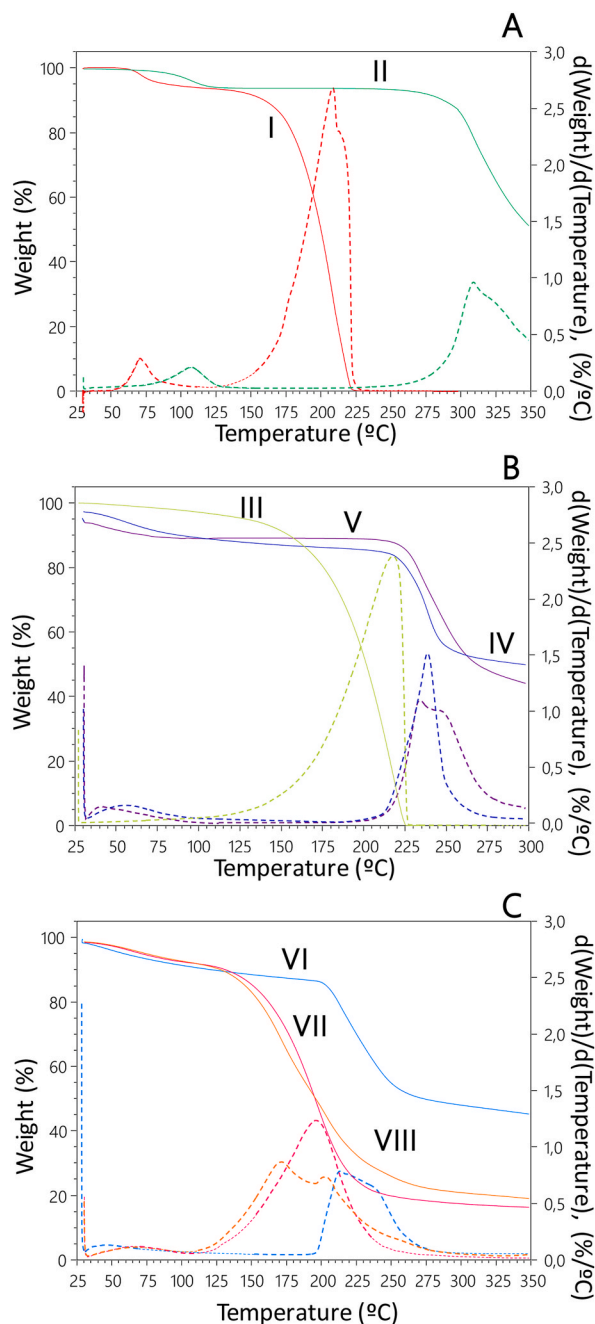 A
II
I
Weight (%)
d(Weight)/d(Temperature), (%/ºC)
100
80
60
40
20
0
3,0
2,5
2,0
1,5
1,0
0,5
0,0
25 50 75 100 125 150 175 200 225 250 275 300 325 350
Temperature (ºC)
B
III
V
IV
Weight (%)
d(Weight)/d(Temperature), (%/ºC)
100
80
60
40
20
0
3,0
2,5
2,0
1,5
1,0
0,5
0,0
25 50 75 100 125 150 175 200 225 250 275 300
Temperature (ºC)
C
VI
VII
VIII
Weight (%)
d(Weight)/d(Temperature), (%/ºC)
100
80
60
40
20
0
3,0
2,5
2,0
1,5
1,0
0,5
0,0
25 50 75 100 125 150 175 200 225 250 275 300 325 350
Temperature (ºC)